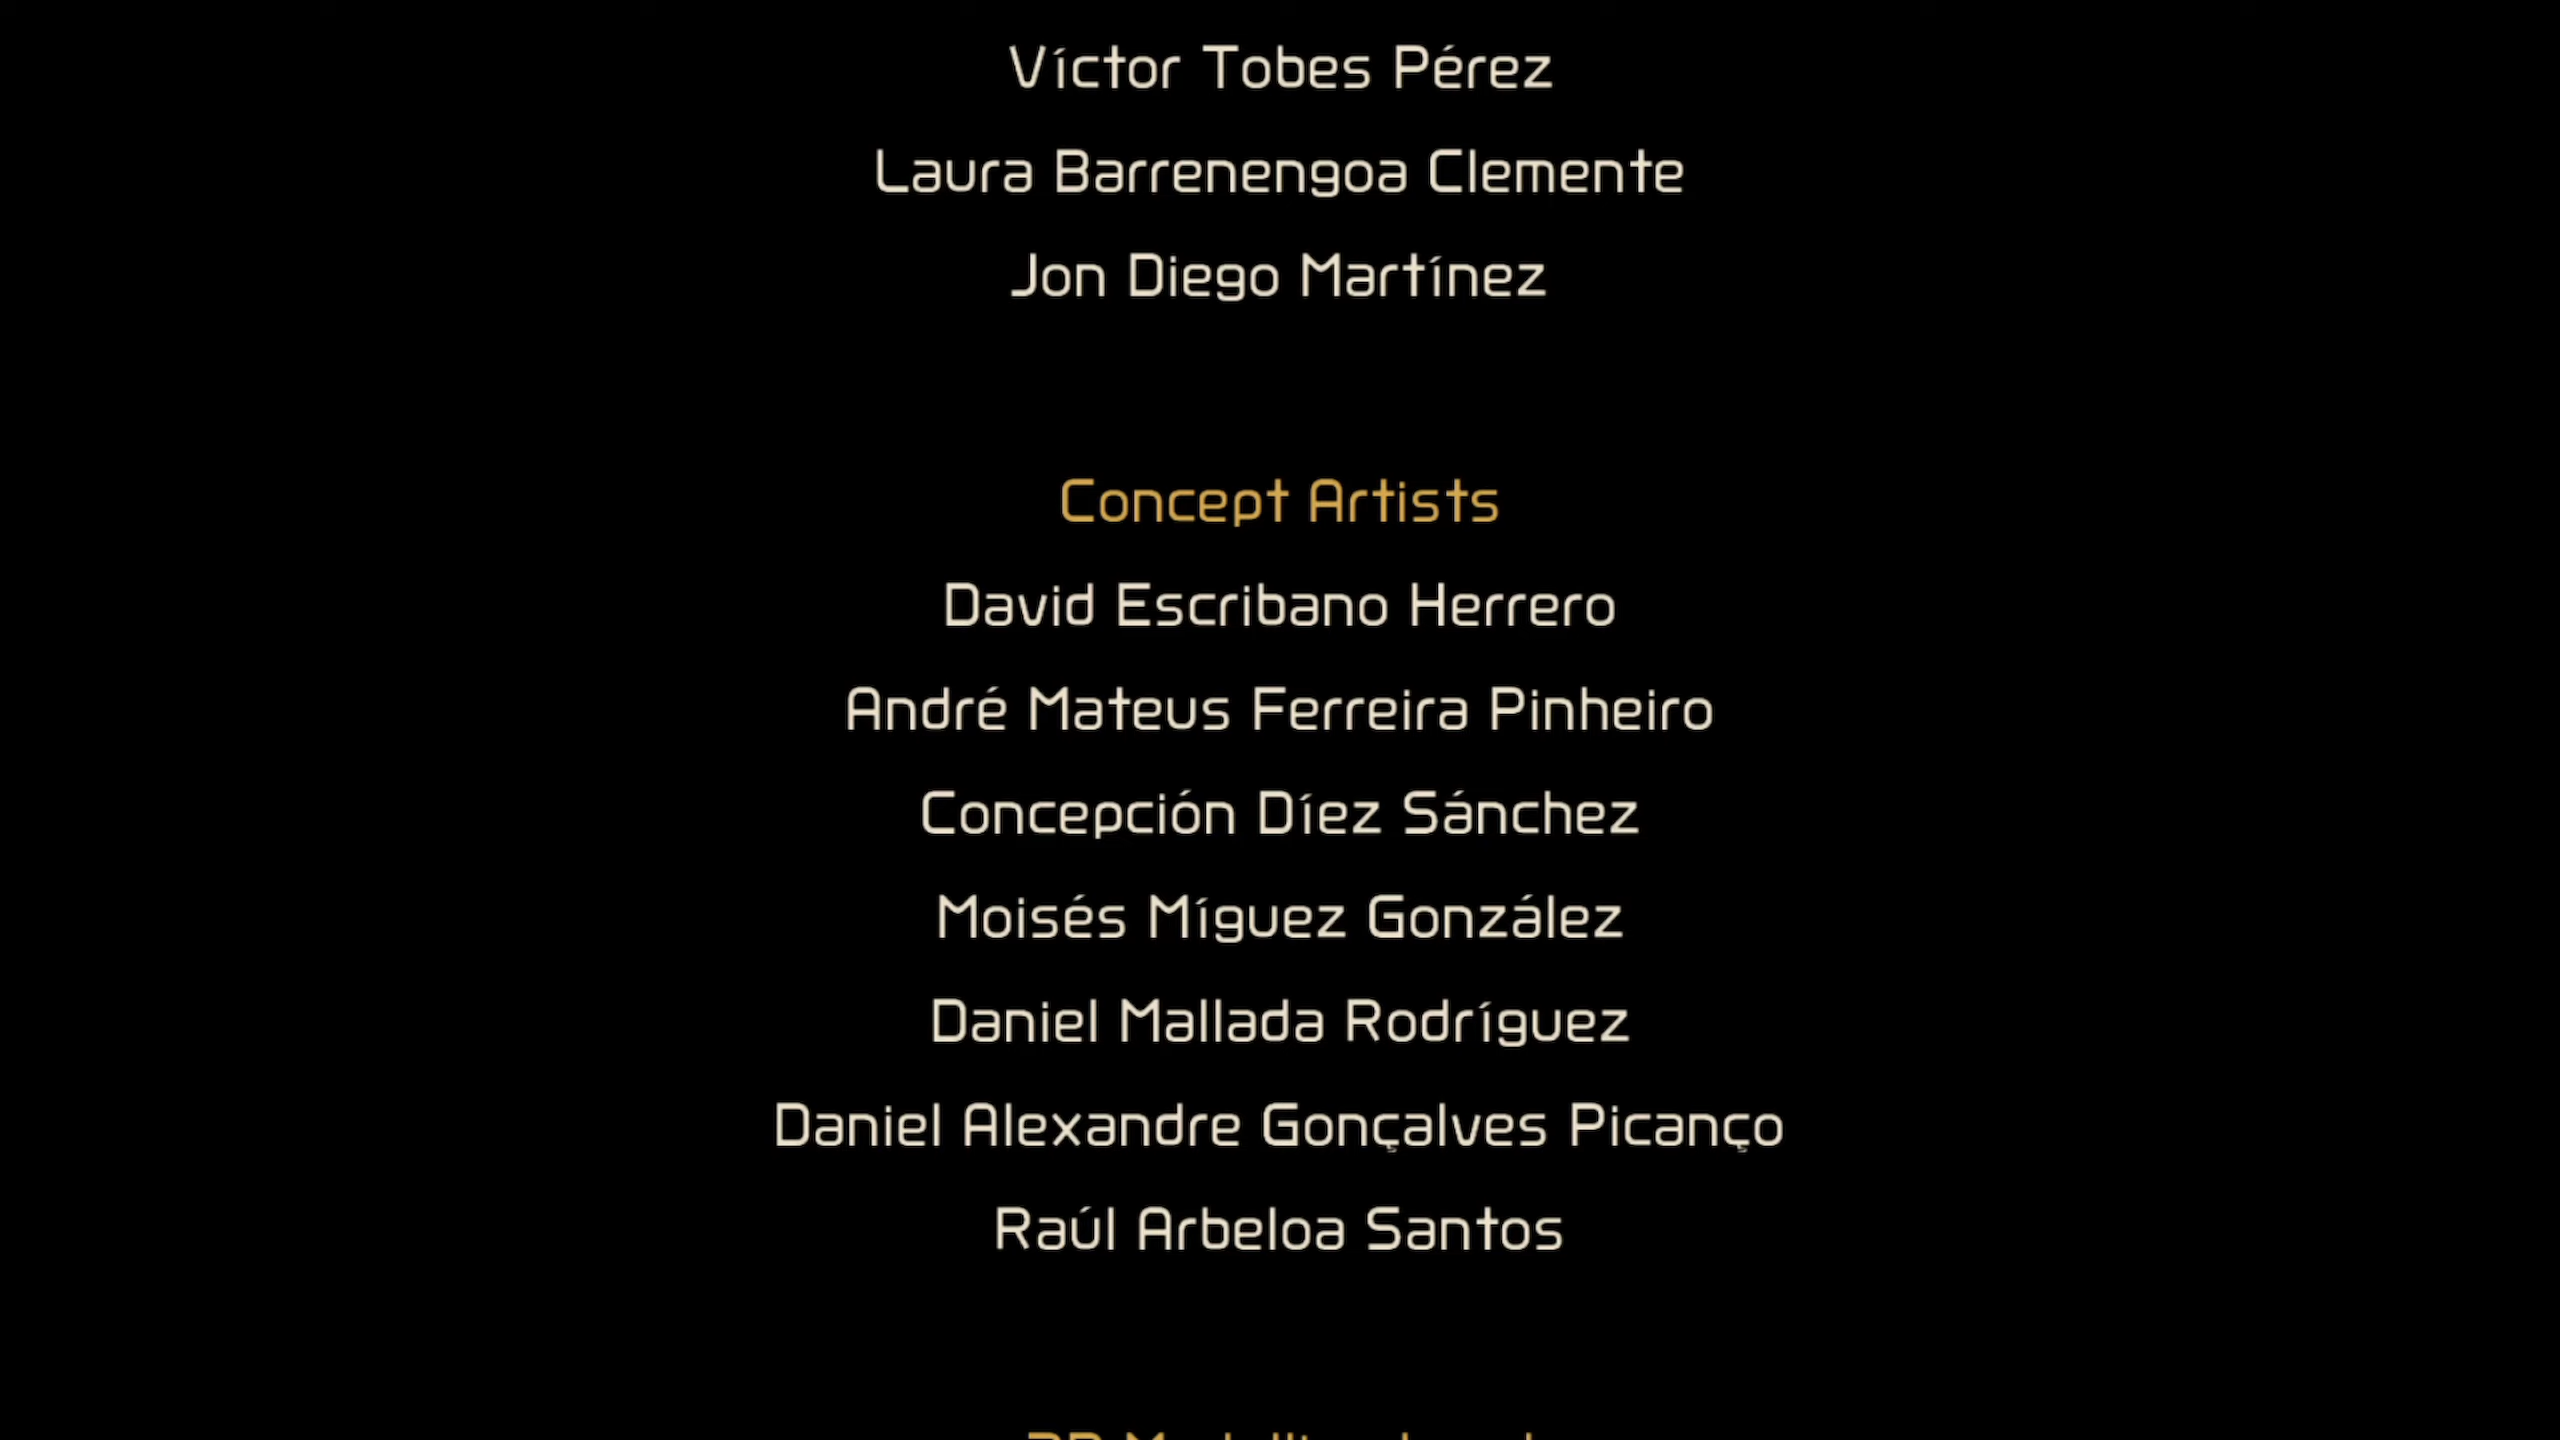 Víctor Tobes Pérez
Laura Barrenengoa Clemente
Jon Diego Martínez
Concept Artists
David Escribano Herrero
André Mateus Ferreira Pinheiro
Concepción Díez Sánchez
Moisés Míguez González
Daniel Mallada Rodríguez
Daniel Alexandre Gonçalves Picanço
Raúl Arbeloa Santos